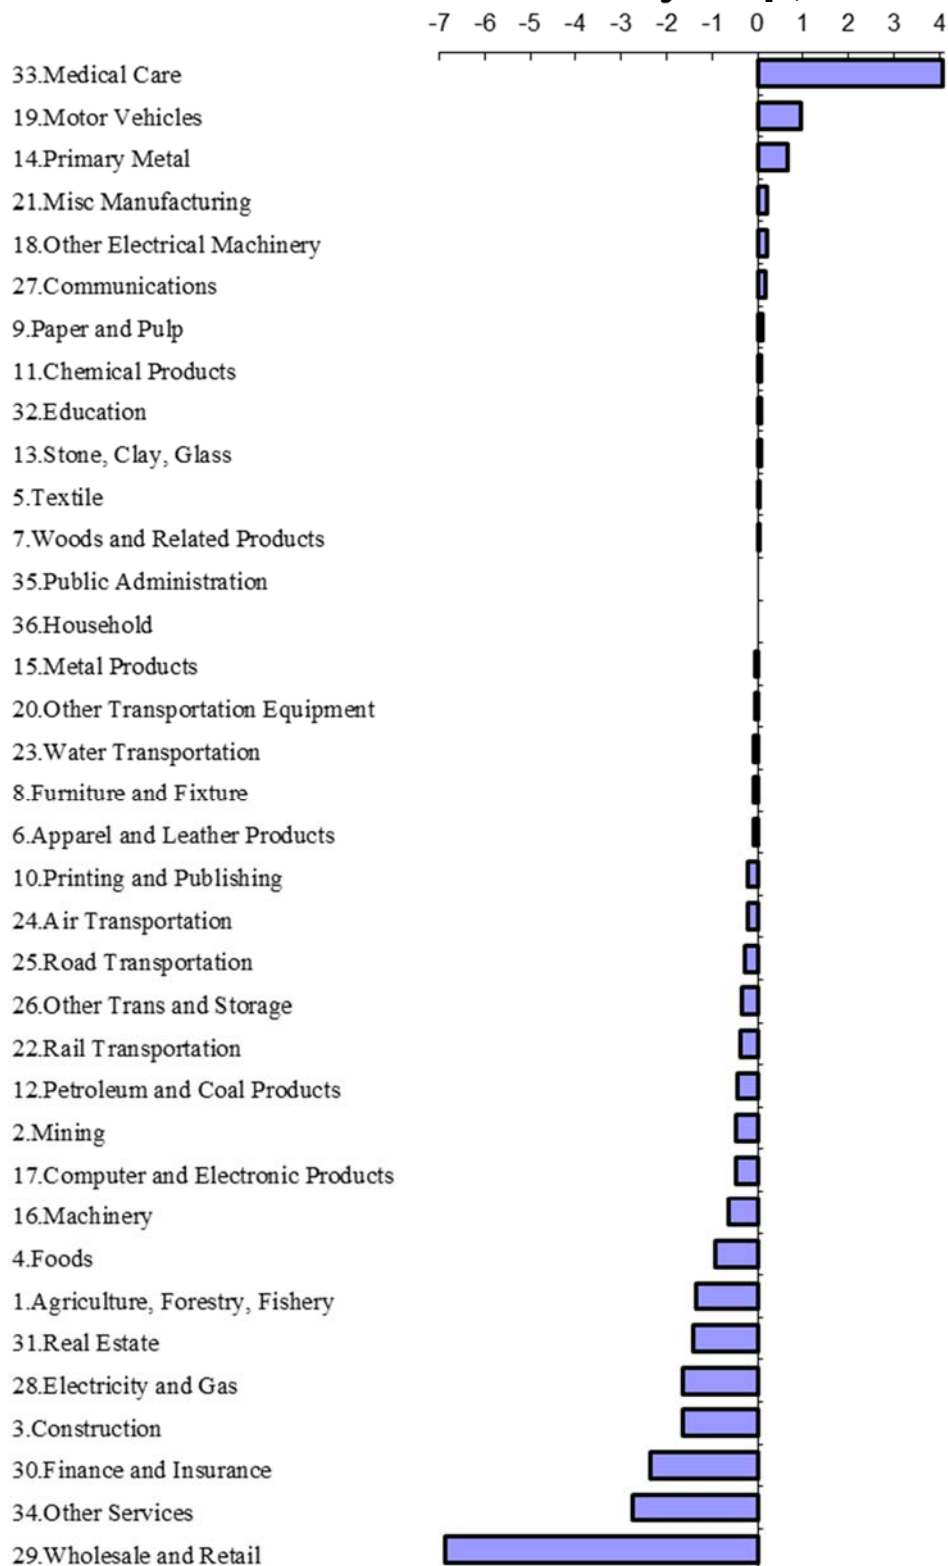 -7 -6 -5 -4 -3 -2 -1 0 1 2 3 4
33.Medical Care
19.Motor Vehicles
14.Primary Metal
21.Misc Manufacturing
18.Other Electrical Machinery
27.Communications
9.Paper and Pulp
11.Chemical Products
32.Education
13.Stone, Clay, Glass
5.Textile
7.Woods and Related Products
35.Public Administration
36.Household
15.Metal Products
20.Other Transportation Equipment
23.Water Transportation
8.Furniture and Fixture
6.Apparel and Leather Products
10.Printing and Publishing
24.Air Transportation
25.Road Transportation
26.Other Trans and Storage
22.Rail Transportation
12.Petroleum and Coal Products
2.Mining
17.Computer and Electronic Products
16.Machinery
4.Foods
1.Agriculture, Forestry, Fishery
31.Real Estate
28.Electricity and Gas
3.Construction
30.Finance and Insurance
34.Other Services
29.Wholesale and Retail